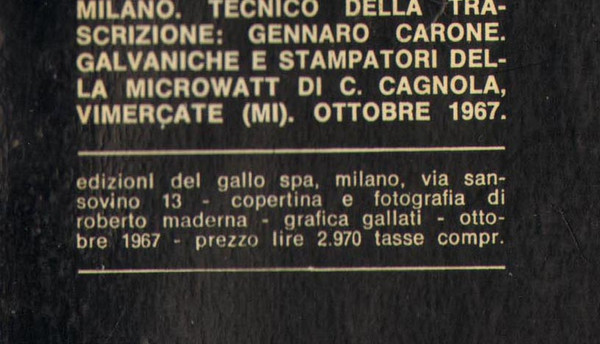 MILANO. TECNICO DELLA TRA-
SCRIZIONE: GENNARO CARONE.
GALVANICHE E STAMPATORI DEL-
LA MICROWATT DI C. CAGNOLA,
VIMERCATE (MI). OTTOBRE 1967.
edizioni del gallo spa, milano, via san-
sovino 13 - copertina e fotografia di
roberto maderna - grafica gallati - otto-
bre 1967 - prezzo lire 2.970 tasse compr.